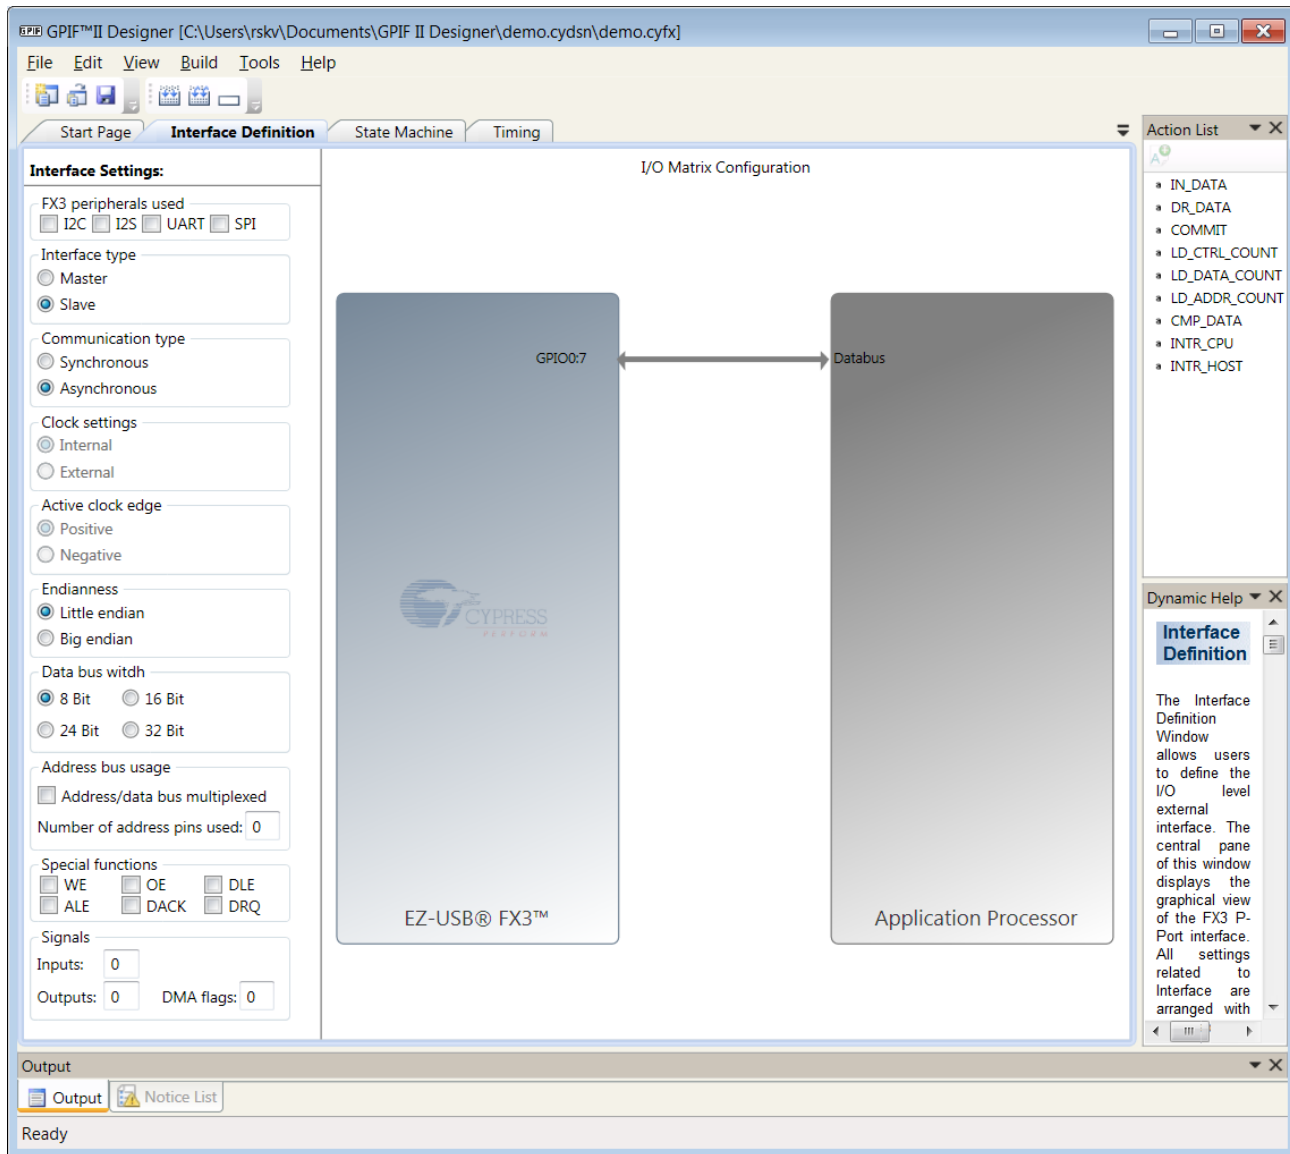 GPIF GPIF™II Designer [C:\Users\rskv\Documents\GPIF II Designer\demo.cydsn\demo.cyfx]
File Edit View Build Tools Help
Start Page Interface Definition State Machine Timing
Interface Settings:
FX3 peripherals used
I2C I2S UART SPI
Interface type
Master
Slave
Communication type
Synchronous
Asynchronous
Clock settings
Internal
External
Active clock edge
Positive
Negative
Endianness
Little endian
Big endian
Data bus witdh
8 Bit 16 Bit
24 Bit 32 Bit
Address bus usage
Address/data bus multiplexed
Number of address pins used: 0
Special functions
WE OE DLE
ALE DACK DRQ
Signals
Inputs: 0
Outputs: 0 DMA flags: 0
I/O Matrix Configuration
GPIO0:7
Databus
CYPRESS
PERFORM
EZ-USB® FX3™
Application Processor
Action List
IN_DATA
DR_DATA
COMMIT
LD_CTRL_COUNT
LD_DATA_COUNT
LD_ADDR_COUNT
CMP_DATA
INTR_CPU
INTR_HOST
Dynamic Help
Interface
Definition
The Interface
Definition
Window
allows users
to define the
I/O level
external
interface. The
central pane
of this window
displays the
graphical view
of the FX3 P-
Port interface.
All settings
related to
Interface are
arranged with
Output
Output Notice List
Ready